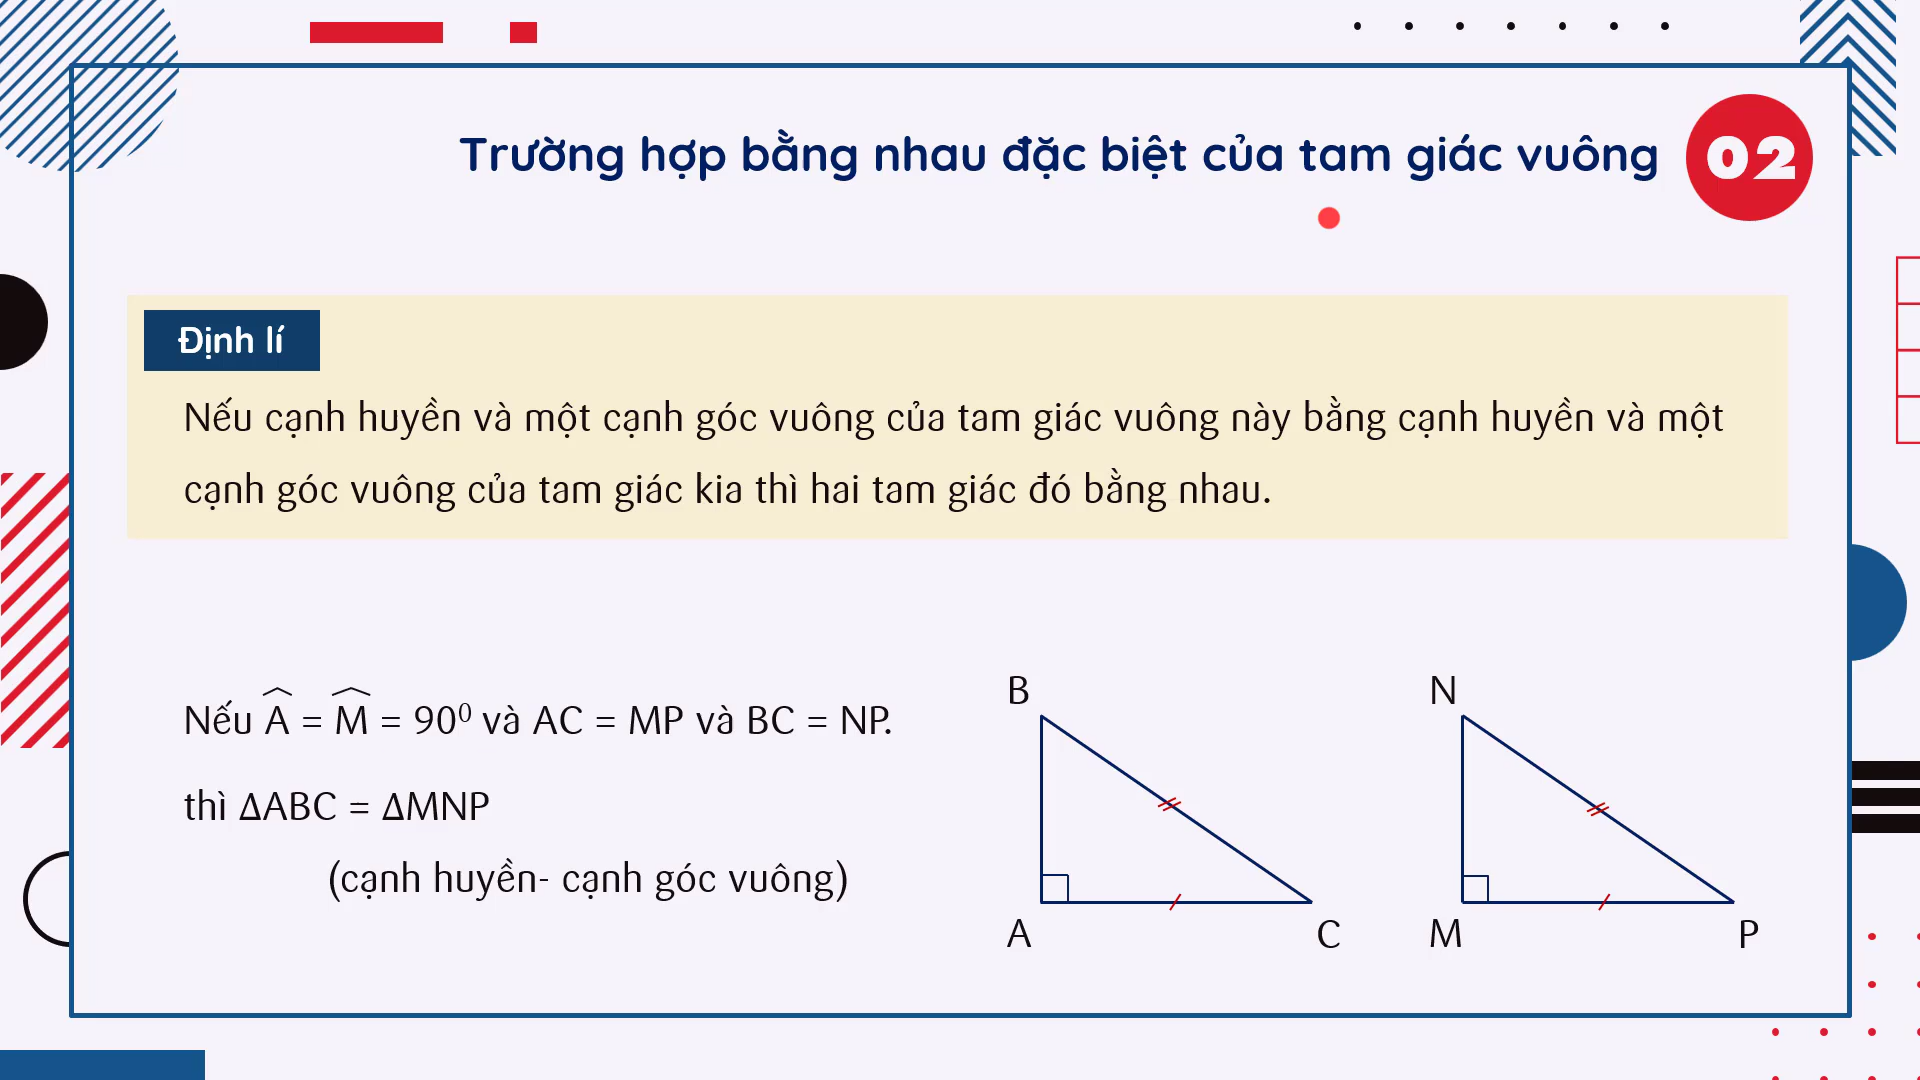 Trường hợp bằng nhau đặc biệt của tam giác vuông
02
Định lí
Nếu cạnh huyền và một cạnh góc vuông của tam giác vuông này bằng cạnh huyền và một
cạnh góc vuông của tam giác kia thì hai tam giác đó bằng nhau.
Nếu Â = M̂ = 90⁰ và AC = MP và BC = NP.
thì ΔABC = ΔMNP
(cạnh huyền- cạnh góc vuông)
B
A
C
N
M
P